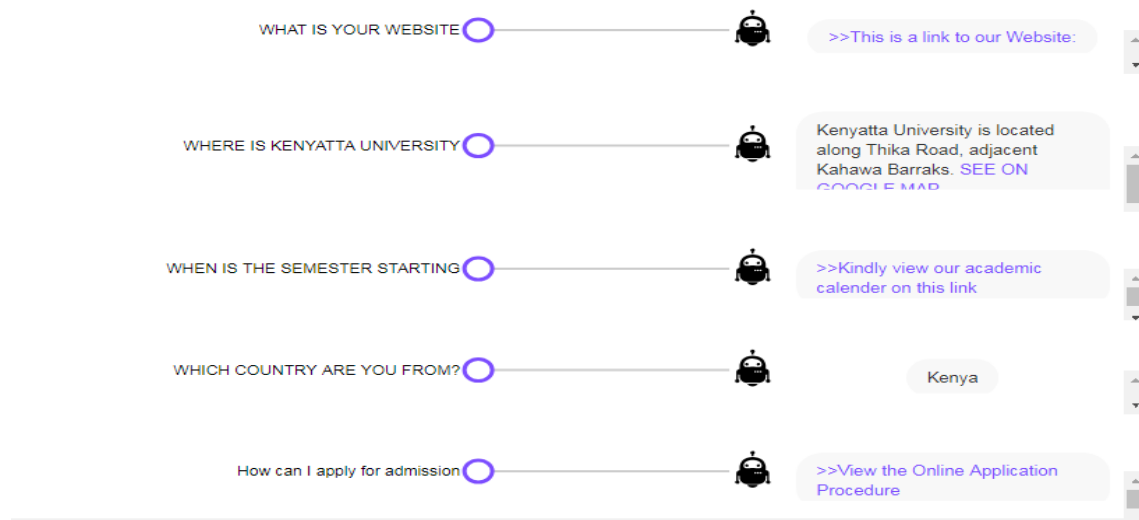 WHAT IS YOUR WEBSITE
>>This is a link to our Website:
WHERE IS KENYATTA UNIVERSITY
Kenyatta University is located
along Thika Road, adjacent
Kahawa Barraks. SEE ON
GOOGLE MAP
WHEN IS THE SEMESTER STARTING
>>Kindly view our academic
calender on this link
WHICH COUNTRY ARE YOU FROM?
Kenya
How can I apply for admission
>>View the Online Application
Procedure